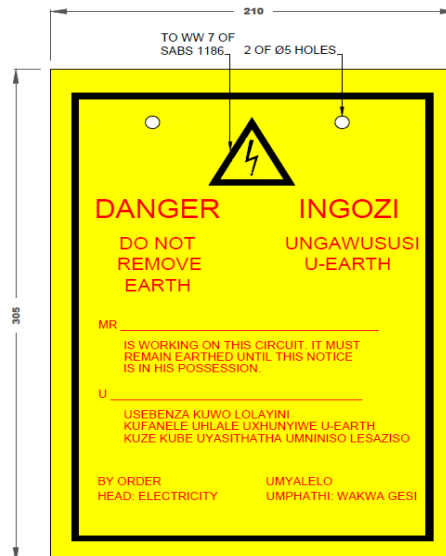 210
TO WW 7 OF
SABS 1186
2 OF Ø5 HOLES
305
DANGER
INGOZI
DO NOT
REMOVE
EARTH
UNGAWUSUSI
U-EARTH
MR
IS WORKING ON THIS CIRCUIT. IT MUST
REMAIN EARTHED UNTIL THIS NOTICE
IS IN HIS POSSESSION.
U
USEBENZA KUWO LOLAYINI
KUFANELE UHLALE UXHUNYIWE U-EARTH
KUZE KUBE UYASITHATHA UMNINISO LESAZISO
BY ORDER
HEAD: ELECTRICITY
UMYALELO
UMPHATHI: WAKWA GESI